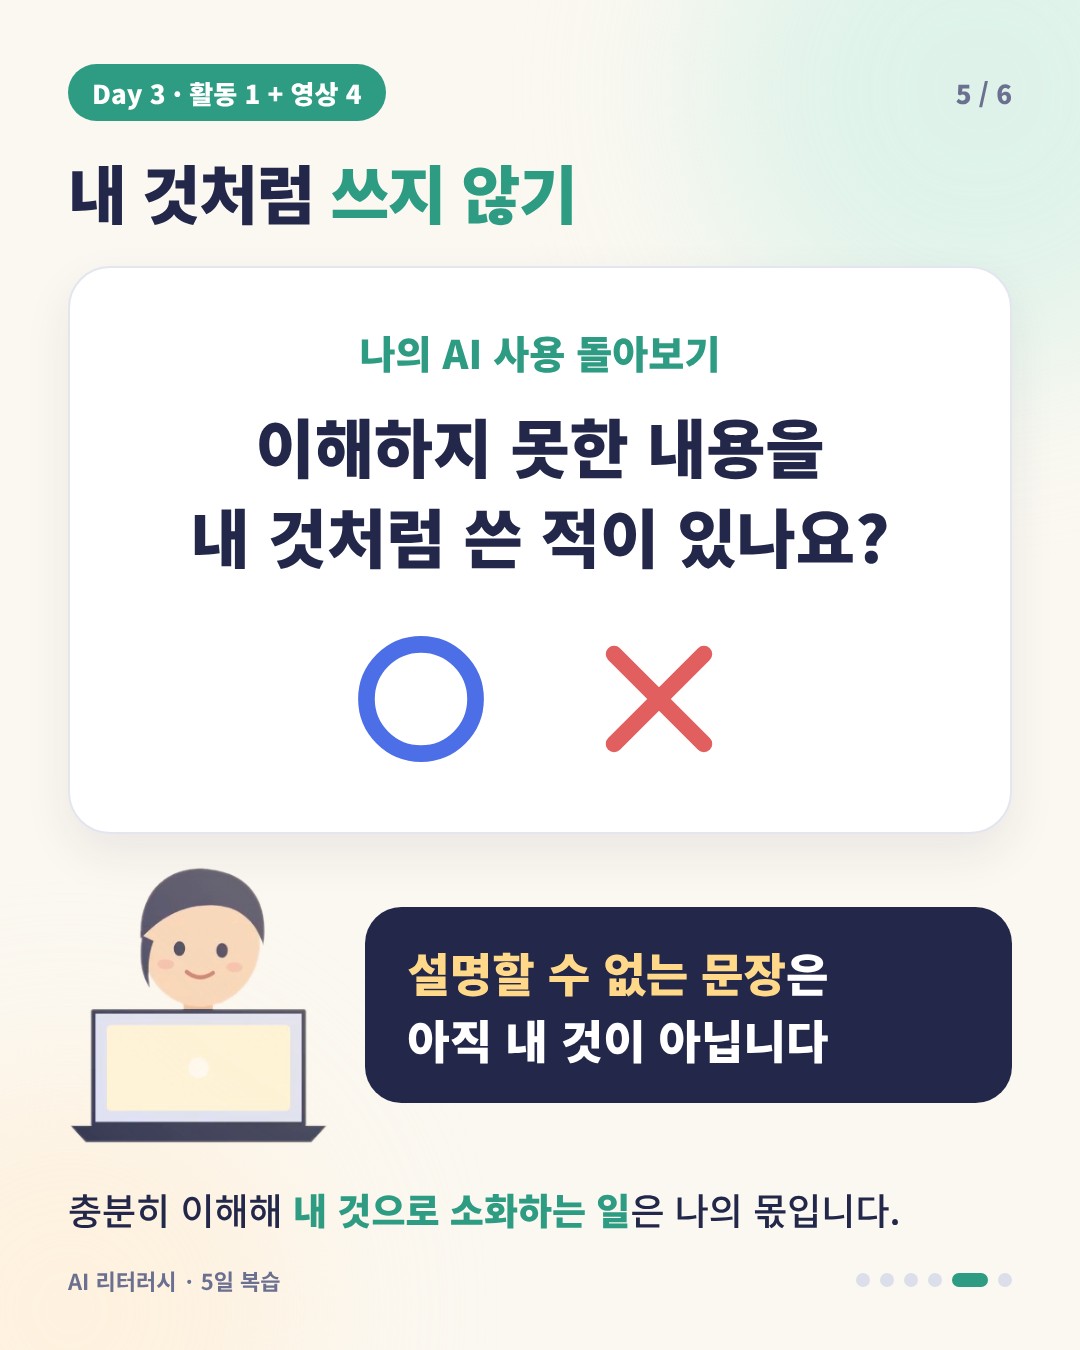 Day 3 · 활동 1 + 영상 4
5 / 6
내 것처럼 쓰지 않기
나의 AI 사용 돌아보기
이해하지 못한 내용을
내 것처럼 쓴 적이 있나요?
설명할 수 없는 문장은
아직 내 것이 아닙니다
충분히 이해해 내 것으로 소화하는 일은 나의 몫입니다.
AI 리터러시 · 5일 복습